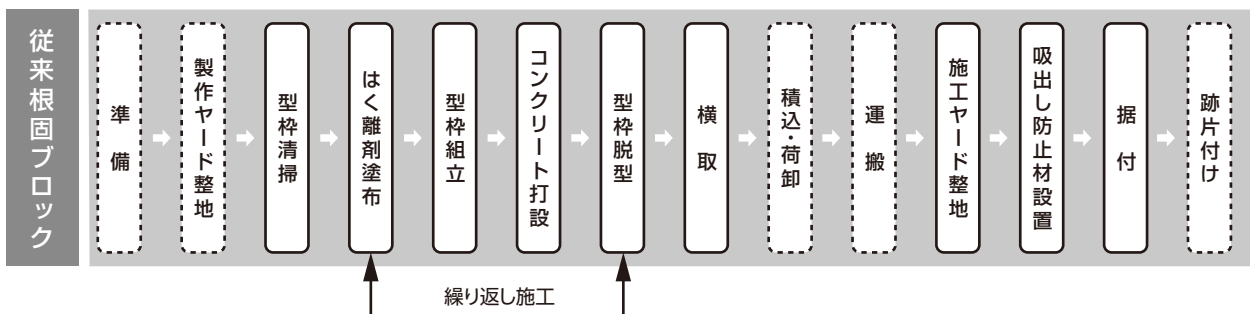 従来根固ブロック
準備
製作ヤード整地
型枠清掃
はく離剤塗布
型枠組立
コンクリート打設
型枠脱型
横取
積込・荷卸
運搬
施工ヤード整地
吸出し防止材設置
据付
跡片付け
繰り返し施工